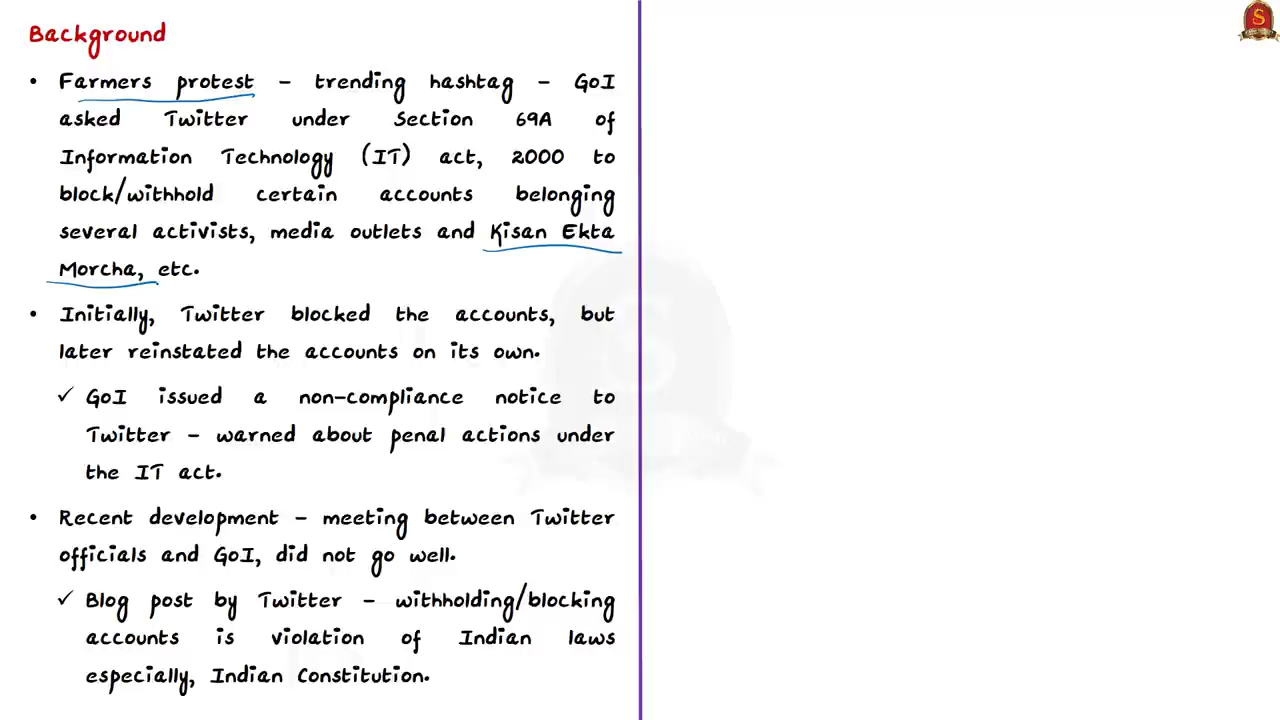 Background
• Farmers protest – trending hashtag – GoI
asked Twitter under Section 69A of
Information Technology (IT) act, 2000 to
block/withhold certain accounts belonging
several activists, media outlets and Kisan Ekta
Morcha, etc.
• Initially, Twitter blocked the accounts, but
later reinstated the accounts on its own.
✓ GoI issued a non-compliance notice to
Twitter – warned about penal actions under
the IT act.
• Recent development – meeting between Twitter
officials and GoI, did not go well.
✓ Blog post by Twitter – withholding/blocking
accounts is violation of Indian laws
especially, Indian Constitution.
S